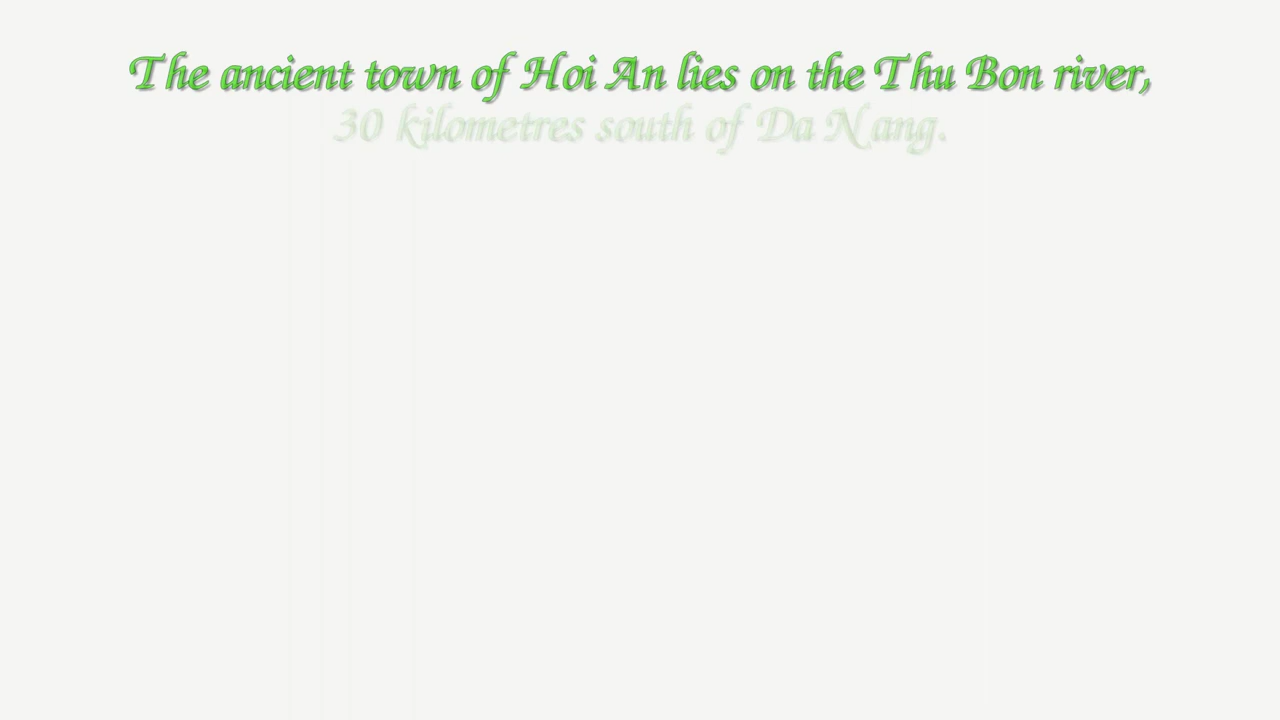 The ancient town of Hoi An lies on the Thu Bon river,
30 kilometres south of Da Nang.